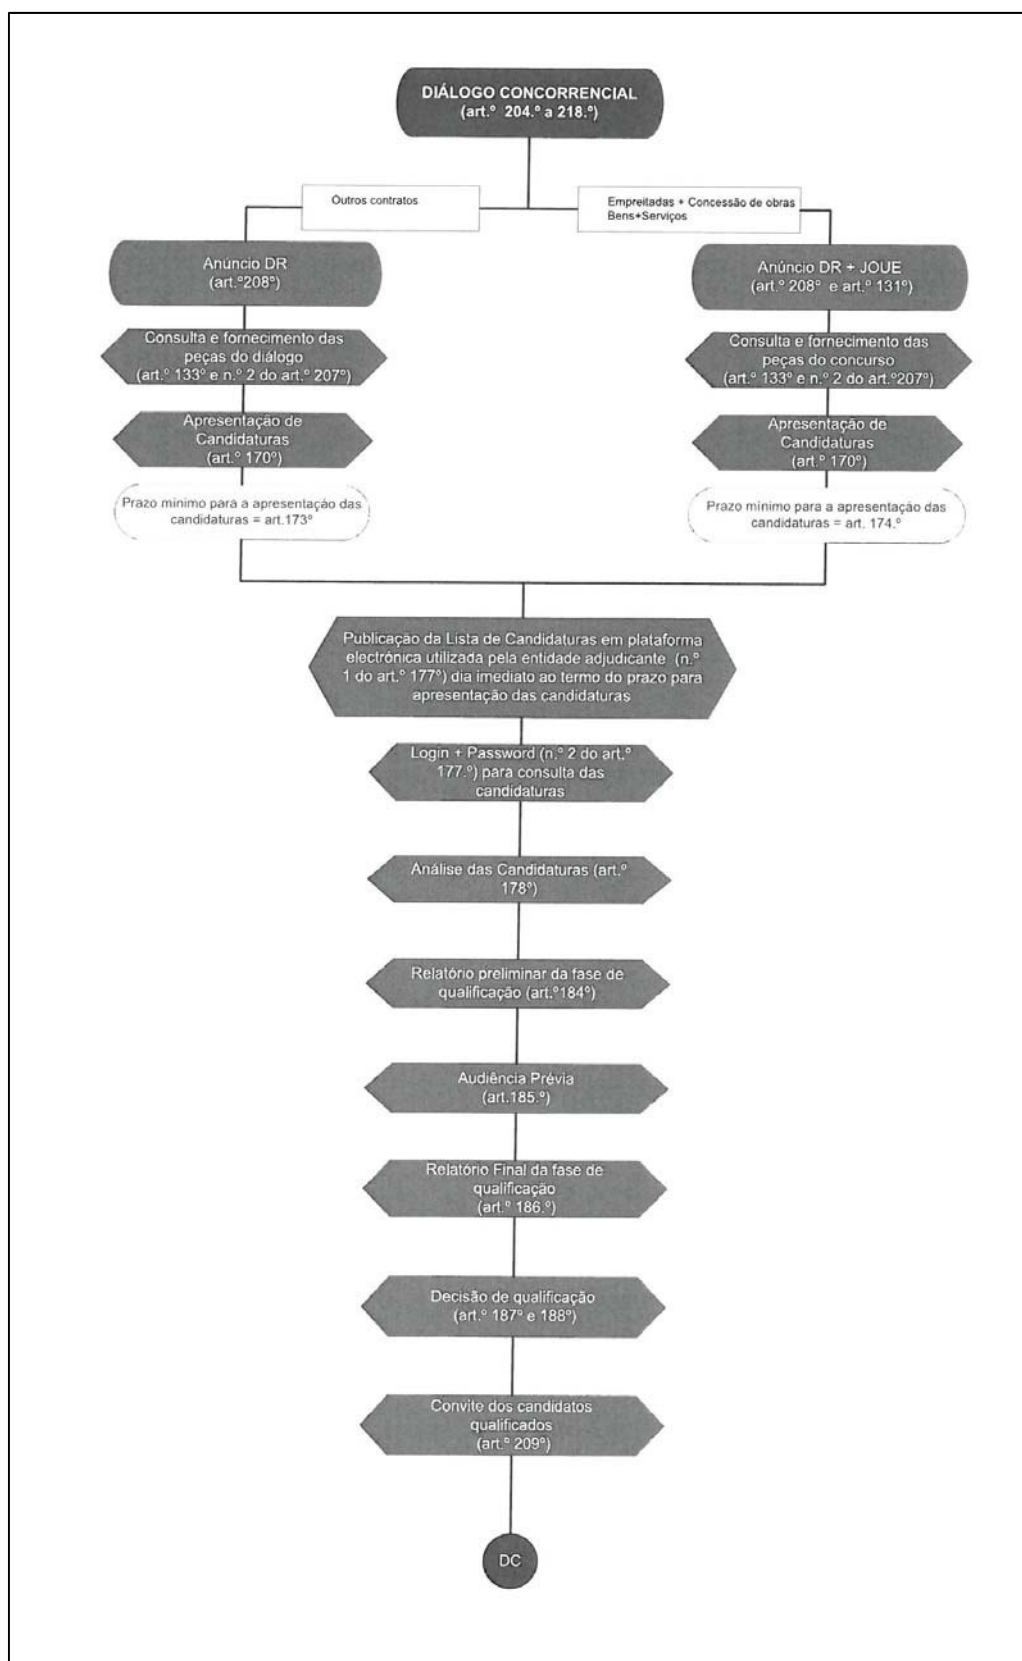 DIÁLOGO CONCORRENCIAL
(art.º 204.º a 218.º)
Outros contratos
Empreitadas + Concessão de obras
Bens+Serviços
Anúncio DR
(art.º208º)
Anúncio DR + JOUE
(art.º 208º e art.º 131º)
Consulta e fornecimento das
peças do diálogo
(art.º 133º e n.º 2 do art.º 207º)
Consulta e fornecimento das
peças do concurso
(art.º 133º e n.º 2 do art.º207º)
Apresentação de
Candidaturas
(art.º 170º)
Apresentação de
Candidaturas
(art.º 170º)
Prazo mínimo para a apresentação das
candidaturas = art.173º
Prazo mínimo para a apresentação das
candidaturas = art. 174.º
Publicação da Lista de Candidaturas em plataforma
electrónica utilizada pela entidade adjudicante (n.º
1 do art.º 177º) dia imediato ao termo do prazo para
apresentação das candidaturas
Login + Password (n.º 2 do art.º
177.º) para consulta das
candidaturas
Análise das Candidaturas (art.º
178º)
Relatório preliminar da fase de
qualificação (art.º184º)
Audiência Prévia
(art.185.º)
Relatório Final da fase de
qualificação
(art.º 186.º)
Decisão de qualificação
(art.º 187º e 188º)
Convite dos candidatos
qualificados
(art.º 209º)
DC